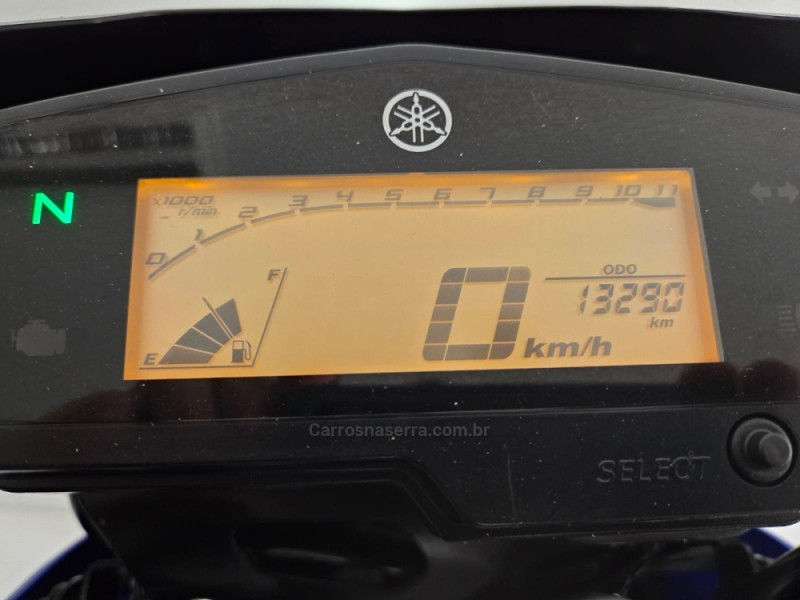 x1000
r/min
0 1 2 3 4 5 6 7 8 9 10 11
N
F
E
0 km/h
ODO
13290
km
Carrosnaserra.com.br
SELECT